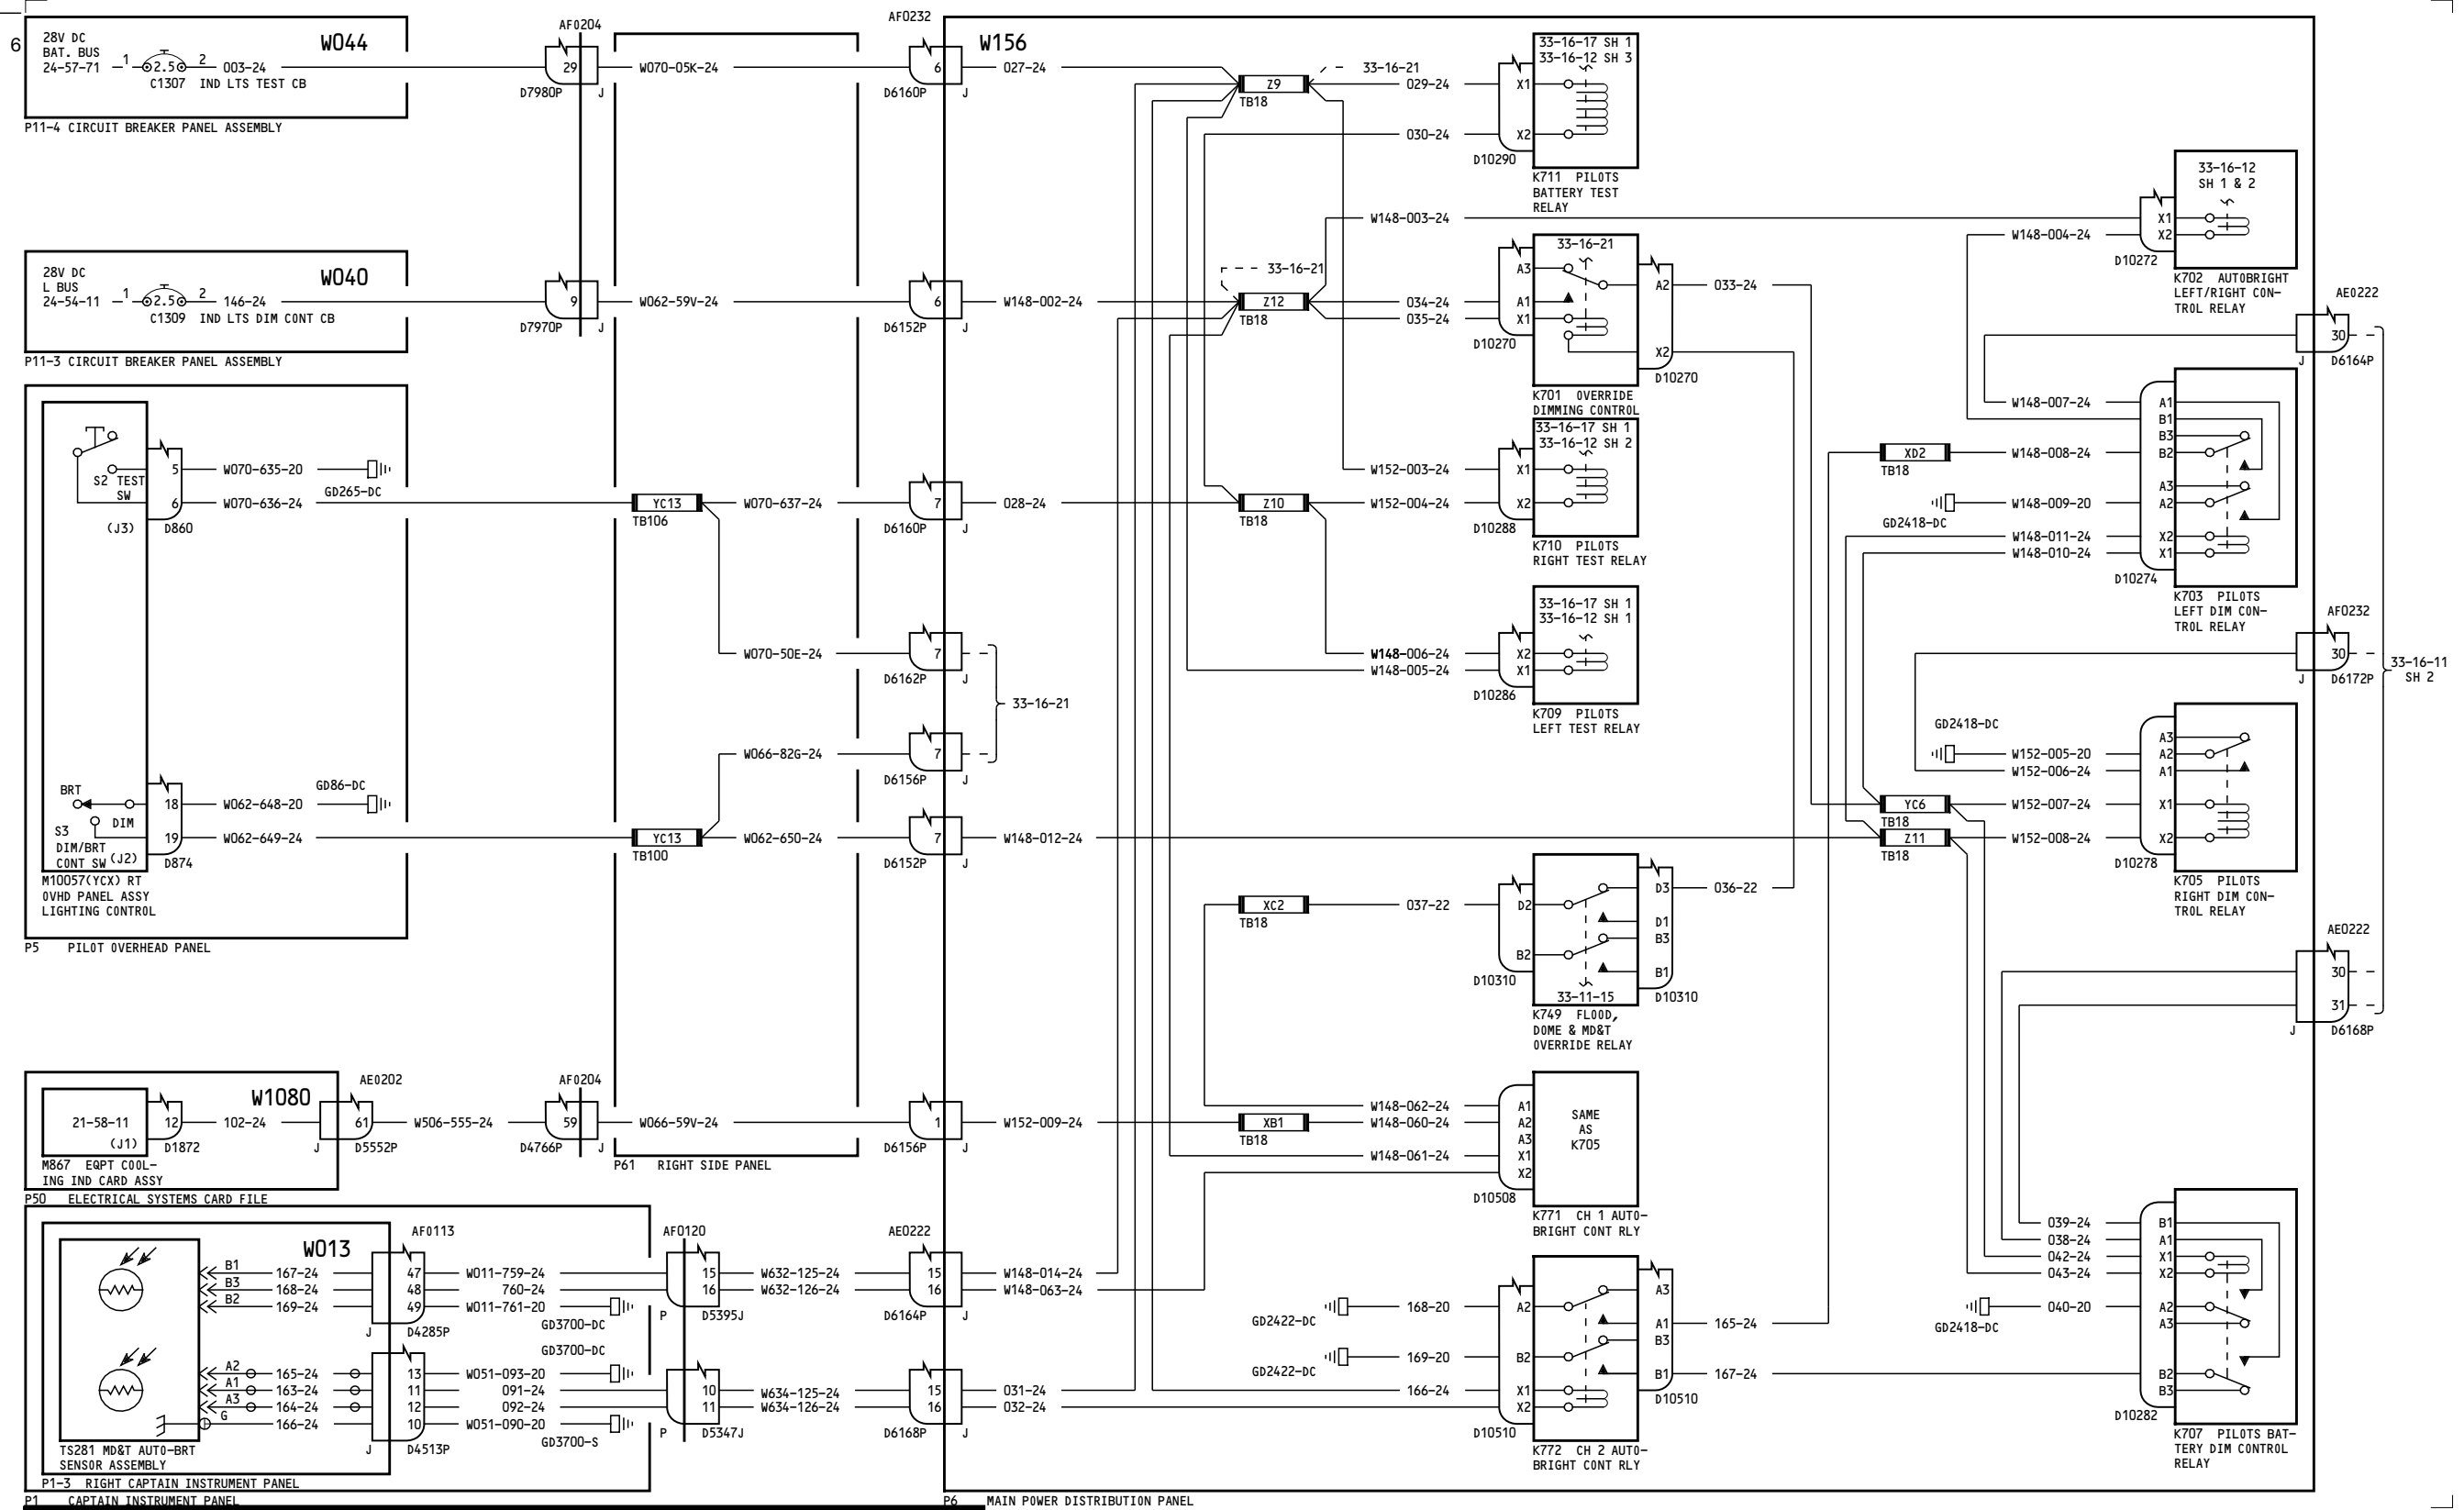 6
28V DC
BAT. BUS
24-57-71
1
2.5
2
003-24
C1307 IND LTS TEST CB
W044
P11-4 CIRCUIT BREAKER PANEL ASSEMBLY
AF0204
29
D7980P
J
W070-05K-24
AF0232
6
D6160P
J
W156
027-24
28V DC
L BUS
24-54-11
1
2.5
2
146-24
C1309 IND LTS DIM CONT CB
W040
P11-3 CIRCUIT BREAKER PANEL ASSEMBLY
9
D7970P
J
W062-59V-24
6
D6152P
J
W148-002-24
S2 TEST
SW
(J3)
5
6
D860
W070-635-20
GD265-DC
W070-636-24
YC13
TB106
W070-637-24
7
D6160P
J
028-24
W070-50E-24
7
D6162P
J
33-16-21
W066-82G-24
7
D6156P
J
BRT
DIM
S3
DIM/BRT
CONT SW
(J2)
18
19
D874
W062-648-20
GD86-DC
W062-649-24
YC13
TB100
W062-650-24
7
D6152P
J
W148-012-24
M10057(YCX) RT
OVHD PANEL ASSY
LIGHTING CONTROL
P5 PILOT OVERHEAD PANEL
21-58-11
(J1)
12
D1872
W1080
102-24
AE0202
61
J
D5552P
W506-555-24
AF0204
59
D4766P
J
W066-59V-24
1
D6156P
J
W152-009-24
M867 EQPT COOL-
ING IND CARD ASSY
P50 ELECTRICAL SYSTEMS CARD FILE
P61 RIGHT SIDE PANEL
W013
B1
167-24
B3
168-24
B2
169-24
AF0113
47
48
49
J
D4285P
W011-759-24
760-24
W011-761-20
GD3700-DC
AF0120
15
16
P
D5395J
W632-125-24
W632-126-24
AE0222
15
16
D6164P
J
W148-014-24
W148-063-24
A2
165-24
A1
163-24
A3
164-24
G
166-24
13
11
12
10
J
D4513P
GD3700-DC
W051-093-20
091-24
092-24
W051-090-20
GD3700-S
10
11
P
D5347J
W634-125-24
W634-126-24
15
16
D6168P
J
031-24
032-24
TS281 MD&T AUTO-BRT
SENSOR ASSEMBLY
P1-3 RIGHT CAPTAIN INSTRUMENT PANEL
P1 CAPTAIN INSTRUMENT PANEL
P6 MAIN POWER DISTRIBUTION PANEL
Z9
TB18
33-16-21
029-24
030-24
X1
X2
D10290
33-16-17 SH 1
33-16-12 SH 3
K711 PILOTS
BATTERY TEST
RELAY
W148-003-24
33-16-21
Z12
TB18
034-24
035-24
A3
A1
X1
D10270
33-16-21
A2
X2
D10270
033-24
K701 OVERRIDE
DIMMING CONTROL
33-16-17 SH 1
33-16-12 SH 2
W152-003-24
W152-004-24
Z10
TB18
X1
X2
D10288
K710 PILOTS
RIGHT TEST RELAY
33-16-17 SH 1
33-16-12 SH 1
W148-006-24
W148-005-24
X2
X1
D10286
K709 PILOTS
LEFT TEST RELAY
XC2
TB18
037-22
D2
B2
D10310
D3
D1
B3
B1
D10310
33-11-15
036-22
K749 FLOOD,
DOME & MD&T
OVERRIDE RELAY
XB1
TB18
W148-062-24
W148-060-24
W148-061-24
A1
A2
A3
X1
X2
D10508
SAME
AS
K705
K771 CH 1 AUTO-
BRIGHT CONT RLY
GD2422-DC
168-20
GD2422-DC
169-20
166-24
A2
B2
X1
X2
D10510
A3
A1
B3
B1
D10510
165-24
167-24
K772 CH 2 AUTO-
BRIGHT CONT RLY
33-16-12
SH 1 & 2
X1
X2
D10272
W148-004-24
K702 AUTOBRIGHT
LEFT/RIGHT CON-
TROL RELAY
AE0222
30
J
D6164P
W148-007-24
XD2
TB18
W148-008-24
GD2418-DC
W148-009-20
W148-011-24
W148-010-24
A1
B1
B3
B2
A3
A2
X2
X1
D10274
K703 PILOTS
LEFT DIM CON-
TROL RELAY
AF0232
30
J
D6172P
33-16-11
SH 2
GD2418-DC
W152-005-20
W152-006-24
YC6
TB18
W152-007-24
Z11
TB18
W152-008-24
A3
A2
A1
X1
X2
D10278
K705 PILOTS
RIGHT DIM CON-
TROL RELAY
AE0222
30
31
J
D6168P
039-24
038-24
042-24
043-24
GD2418-DC
040-20
B1
A1
X1
X2
A2
A3
B2
B3
D10282
K707 PILOTS BAT-
TERY DIM CONTROL
RELAY